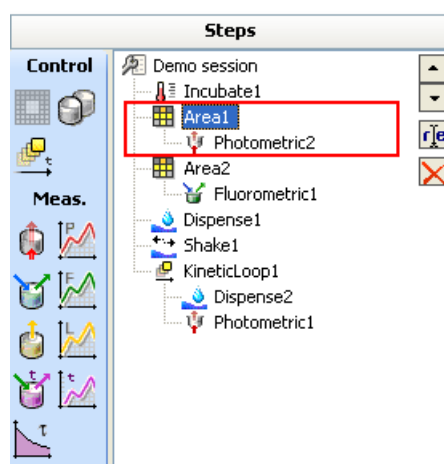 Steps
Control
Meas.
Demo session
Incubate1
Area1
Photometric2
Area2
Fluorometric1
Dispense1
Shake1
KineticLoop1
Dispense2
Photometric1
t
P
F
L
t
t
τ